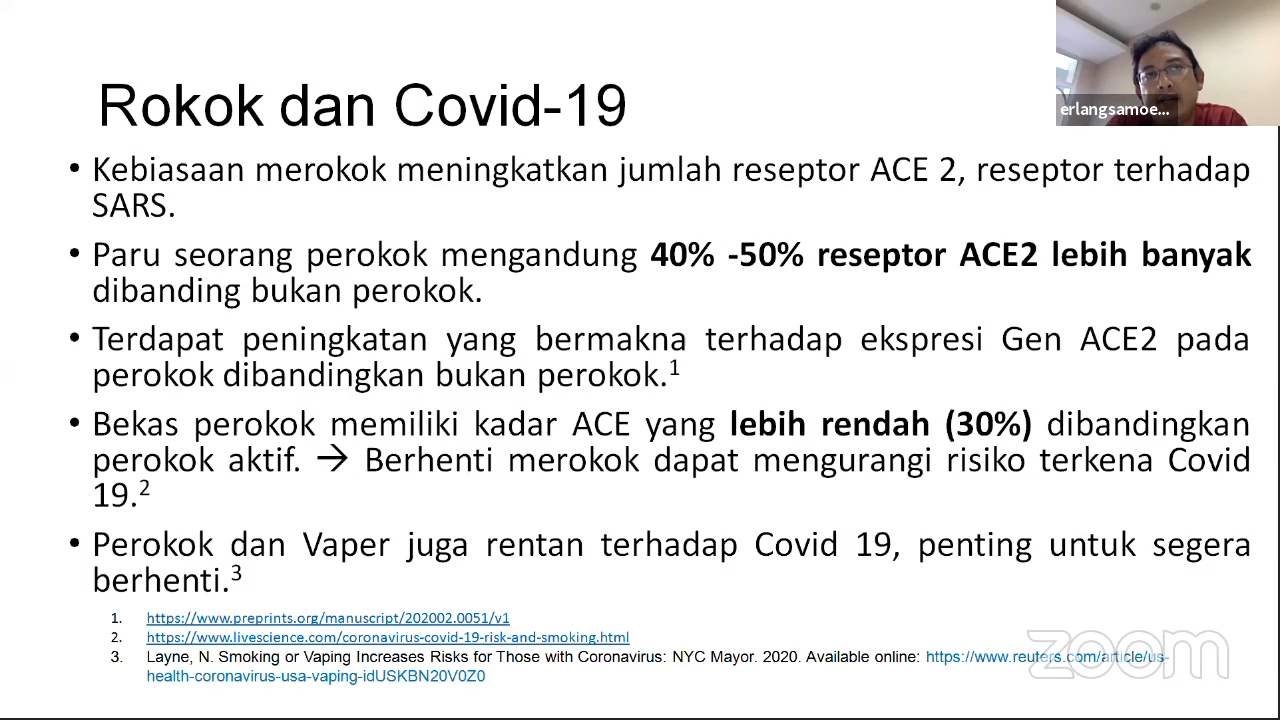 erlangsamoe...
Rokok dan Covid-19
• Kebiasaan merokok meningkatkan jumlah reseptor ACE 2, reseptor terhadap
SARS.
• Paru seorang perokok mengandung 40% -50% reseptor ACE2 lebih banyak
dibanding bukan perokok.
• Terdapat peningkatan yang bermakna terhadap ekspresi Gen ACE2 pada
perokok dibandingkan bukan perokok.¹
• Bekas perokok memiliki kadar ACE yang lebih rendah (30%) dibandingkan
perokok aktif. → Berhenti merokok dapat mengurangi risiko terkena Covid
19.²
• Perokok dan Vaper juga rentan terhadap Covid 19, penting untuk segera
berhenti.³
1. https://www.preprints.org/manuscript/202002.0051/v1
2. https://www.livescience.com/coronavirus-covid-19-risk-and-smoking.html
3. Layne, N. Smoking or Vaping Increases Risks for Those with Coronavirus: NYC Mayor. 2020. Available online: https://www.reuters.com/article/us-
health-coronavirus-usa-vaping-idUSKBN20V0Z0
zoom